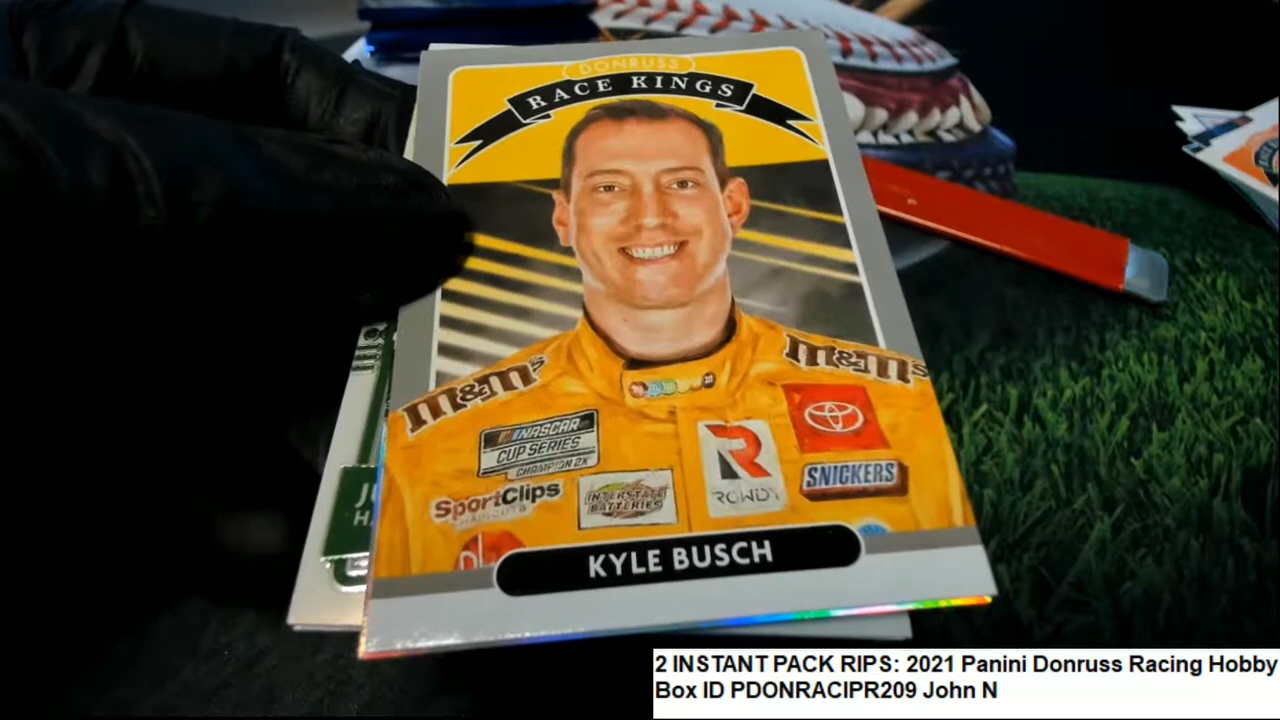 DONRUSS
RACE KINGS
M&M's
M&M's
NASCAR
CUP SERIES
CHAMPION 2X
R
ROWDY
SNICKERS
SportClips
HAIRCUTS
INTERSTATE
BATTERIES
KYLE BUSCH
2 INSTANT PACK RIPS: 2021 Panini Donruss Racing Hobby
Box ID PDONRACIPR209 John N